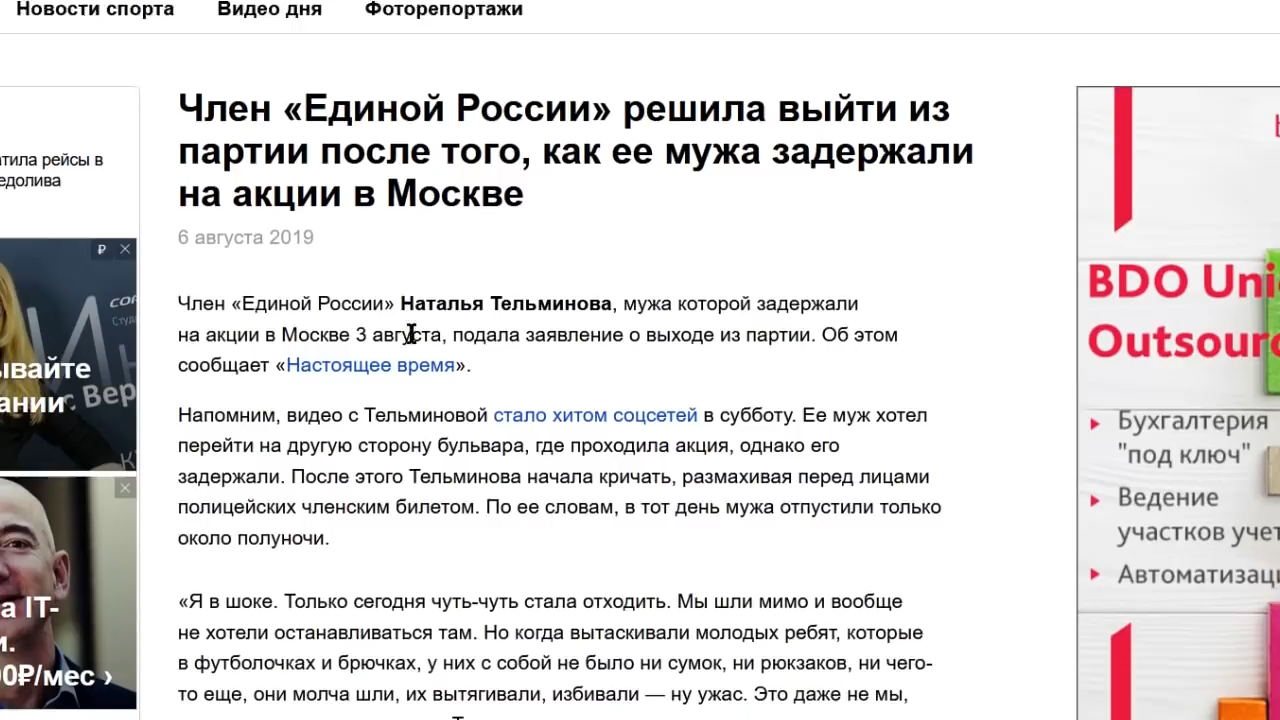 Новости спорта Видео дня Фоторепортажи
Член «Единой России» решила выйти из
партии после того, как ее мужа задержали
на акции в Москве
6 августа 2019
Член «Единой России» Наталья Тельминова, мужа которой задержали
на акции в Москве 3 августа, подала заявление о выходе из партии. Об этом
сообщает «Настоящее время».
Напомним, видео с Тельминовой стало хитом соцсетей в субботу. Ее муж хотел
перейти на другую сторону бульвара, где проходила акция, однако его
задержали. После этого Тельминова начала кричать, размахивая перед лицами
полицейских членским билетом. По ее словам, в тот день мужа отпустили только
около полуночи.
«Я в шоке. Только сегодня чуть-чуть стала отходить. Мы шли мимо и вообще
не хотели останавливаться там. Но когда вытаскивали молодых ребят, которые
в футболочках и брючках, у них с собой не было ни сумок, ни рюкзаков, ни чего-
то еще, они молча шли, их вытягивали, избивали — ну ужас. Это даже не мы,
тила рейсы в
едолива
₽
ывайте
ании
а IT-
и.
00₽/мес ›
BDO Uni
Outsour
Бухгалтерия
"под ключ"
Ведение
участков учет
Автоматизаци